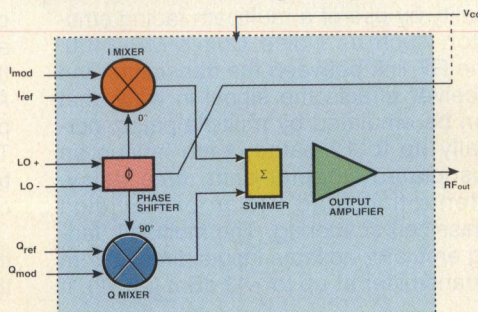 VCC
I MIXER
Imod
Iref
0°
LO +
LO -
ϕ
PHASE
SHIFTER
Σ
SUMMER
OUTPUT
AMPLIFIER
RFout
90°
Qref
Qmod
Q MIXER